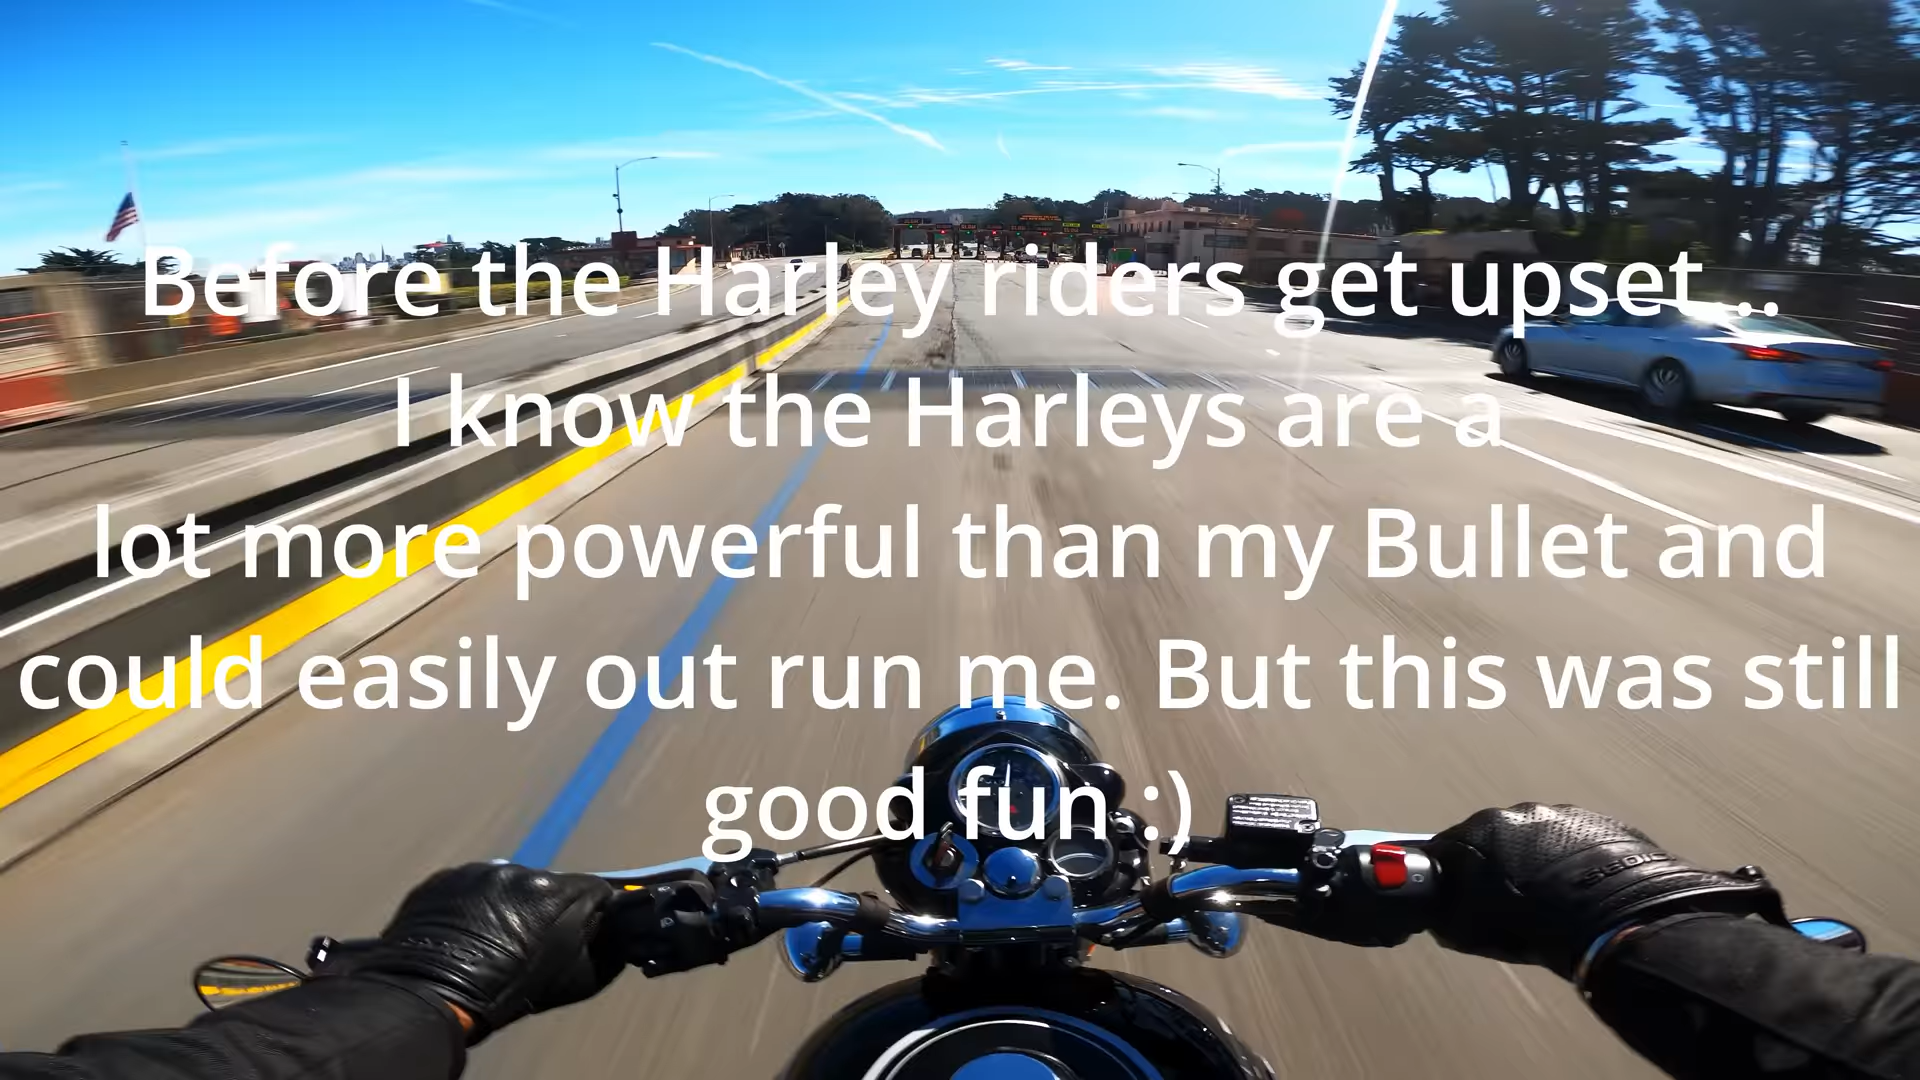 Before the Harley riders get upset ...
I know the Harleys are a
lot more powerful than my Bullet and
could easily out run me. But this was still
good fun :)